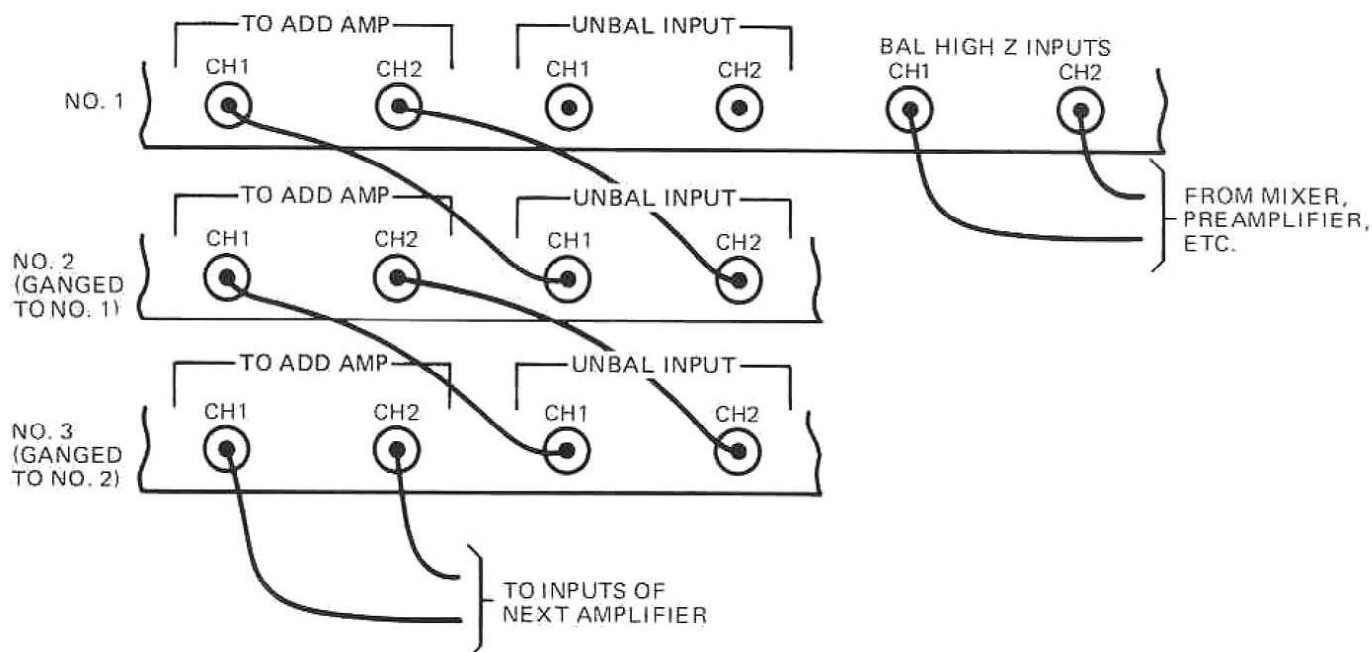 TO ADD AMP
UNBAL INPUT
BAL HIGH Z INPUTS
CH1
CH2
CH1
CH2
CH1
CH2
NO. 1
FROM MIXER,
PREAMPLIFIER,
ETC.
TO ADD AMP
UNBAL INPUT
CH1
CH2
CH1
CH2
NO. 2
(GANGED
TO NO. 1)
TO ADD AMP
UNBAL INPUT
CH1
CH2
CH1
CH2
NO. 3
(GANGED
TO NO. 2)
TO INPUTS OF
NEXT AMPLIFIER